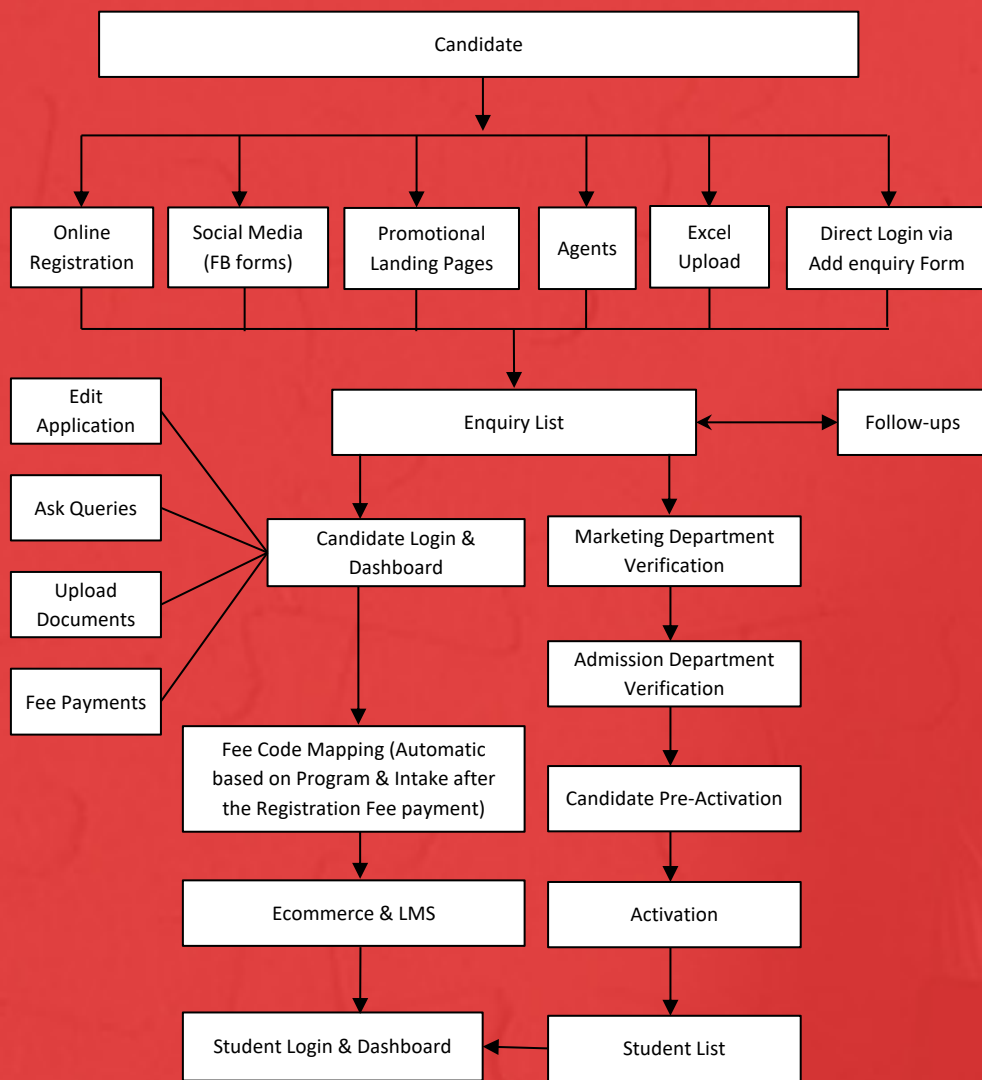 Candidate
Online
Registration
Social Media
(FB forms)
Promotional
Landing Pages
Agents
Excel
Upload
Direct Login via
Add enquiry Form
Edit
Application
Enquiry List
Follow-ups
Ask Queries
Candidate Login &
Dashboard
Marketing Department
Verification
Upload
Documents
Admission Department
Verification
Fee Payments
Fee Code Mapping (Automatic
based on Program & Intake after
the Registration Fee payment)
Candidate Pre-Activation
Ecommerce & LMS
Activation
Student Login & Dashboard
Student List